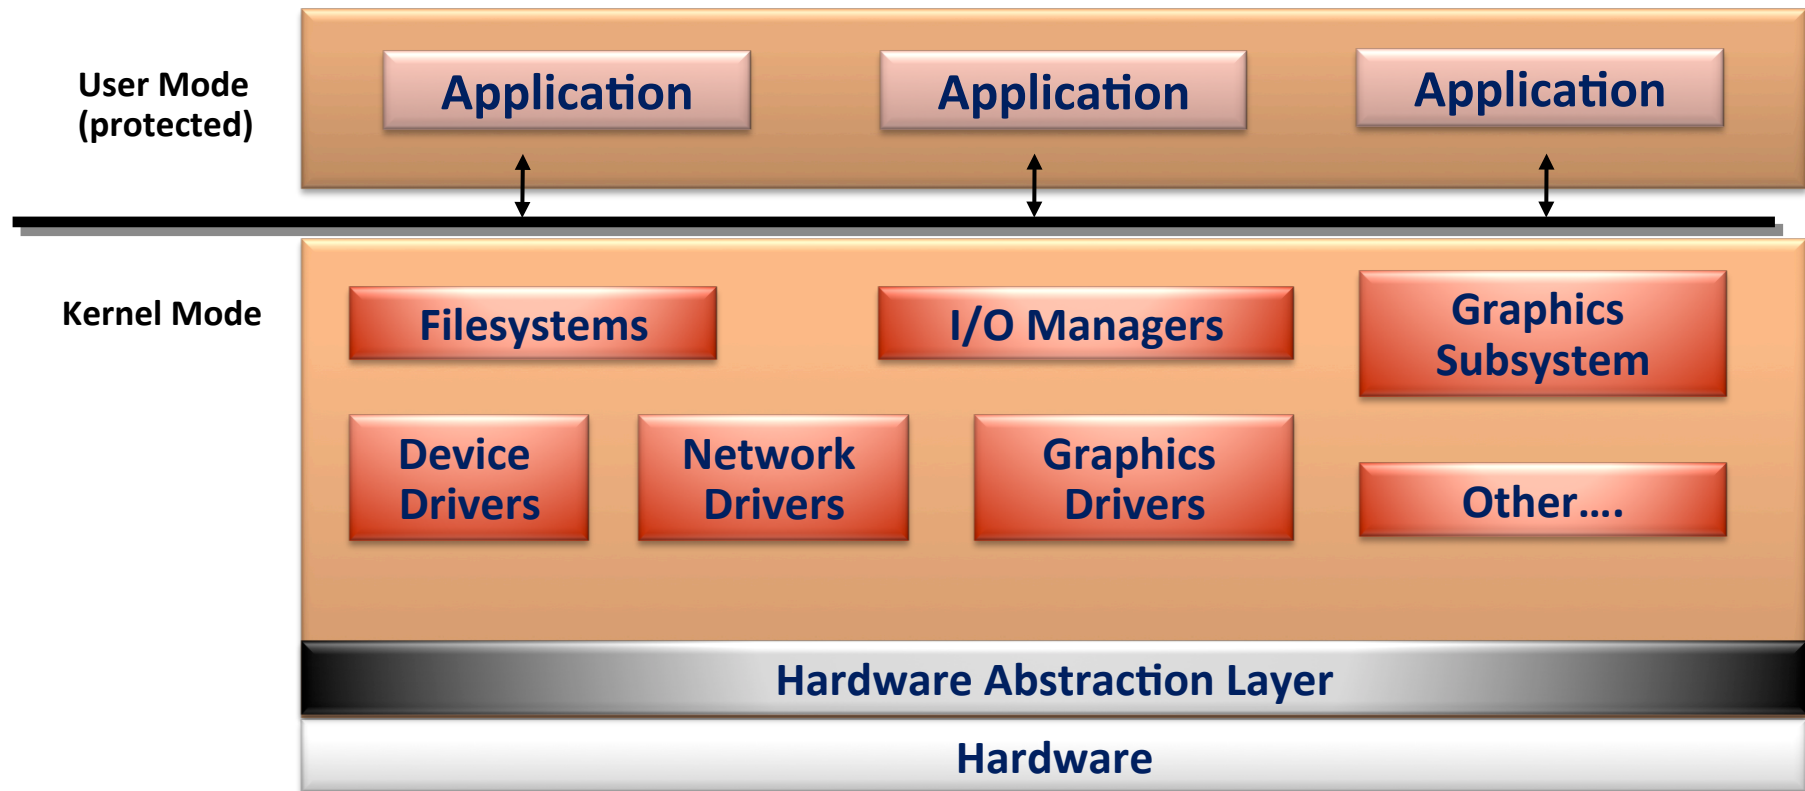 User Mode
(protected)
Application
Application
Application
Kernel Mode
Filesystems
I/O Managers
Graphics
Subsystem
Device
Drivers
Network
Drivers
Graphics
Drivers
Other....
Hardware Abstraction Layer
Hardware